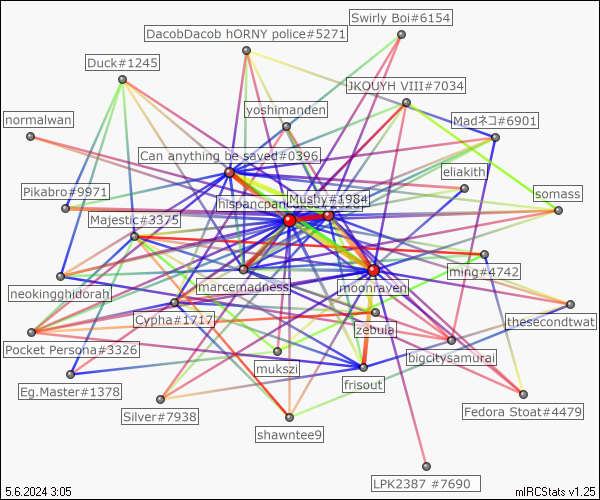 Swirly Boi#6154
DacobDacob hORNY police#5271
Duck#1245
JKOUYH VIII#7034
yoshimanden
normalwan
Madネコ#6901
Can anything be saved#0396
eliakith
Pikabro#9971
Mushy#1984
hispancpan
somass
Majestic#3375
ming#4742
marcemadness
moonraven
neokingghidorah
Cypha#1717
thesecondtwat
zebula
Pocket Persona#3326
bigcitysamurai
mukszi
frisout
Eg.Master#1378
Silver#7938
Fedora Stoat#4479
shawntee9
LPK2387 #7690
5.6.2024 3:05
mIRCStats v1.25